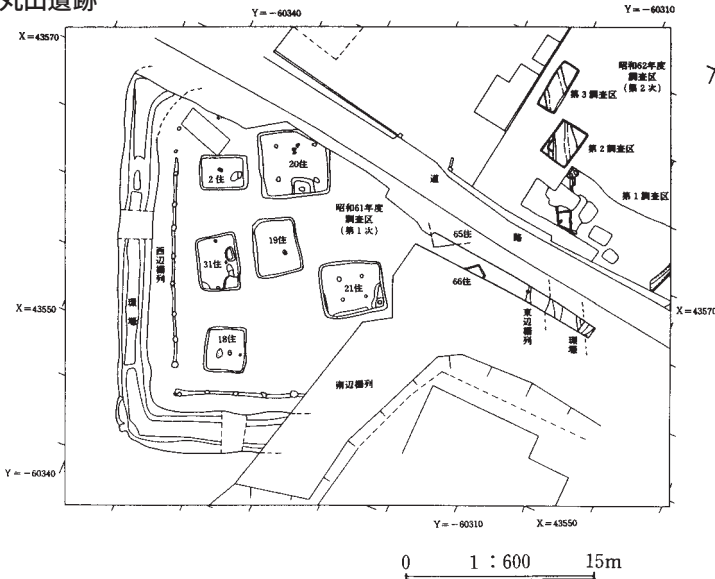 丸山遺跡
Y=-60340
Y=-60310
X=43570
昭和62年度
調査区
(第2次)
第3調査区
第2調査区
第1調査区
道
路
20住
2住
昭和61年度
調査区
(第1次)
19住
31住
西辺柵列
65住
66住
21住
環壕
X=43550
X=43570
東辺柵列
環壕
18住
南辺柵列
Y=-60340
Y=-60310
X=43550
0 1:600 15m